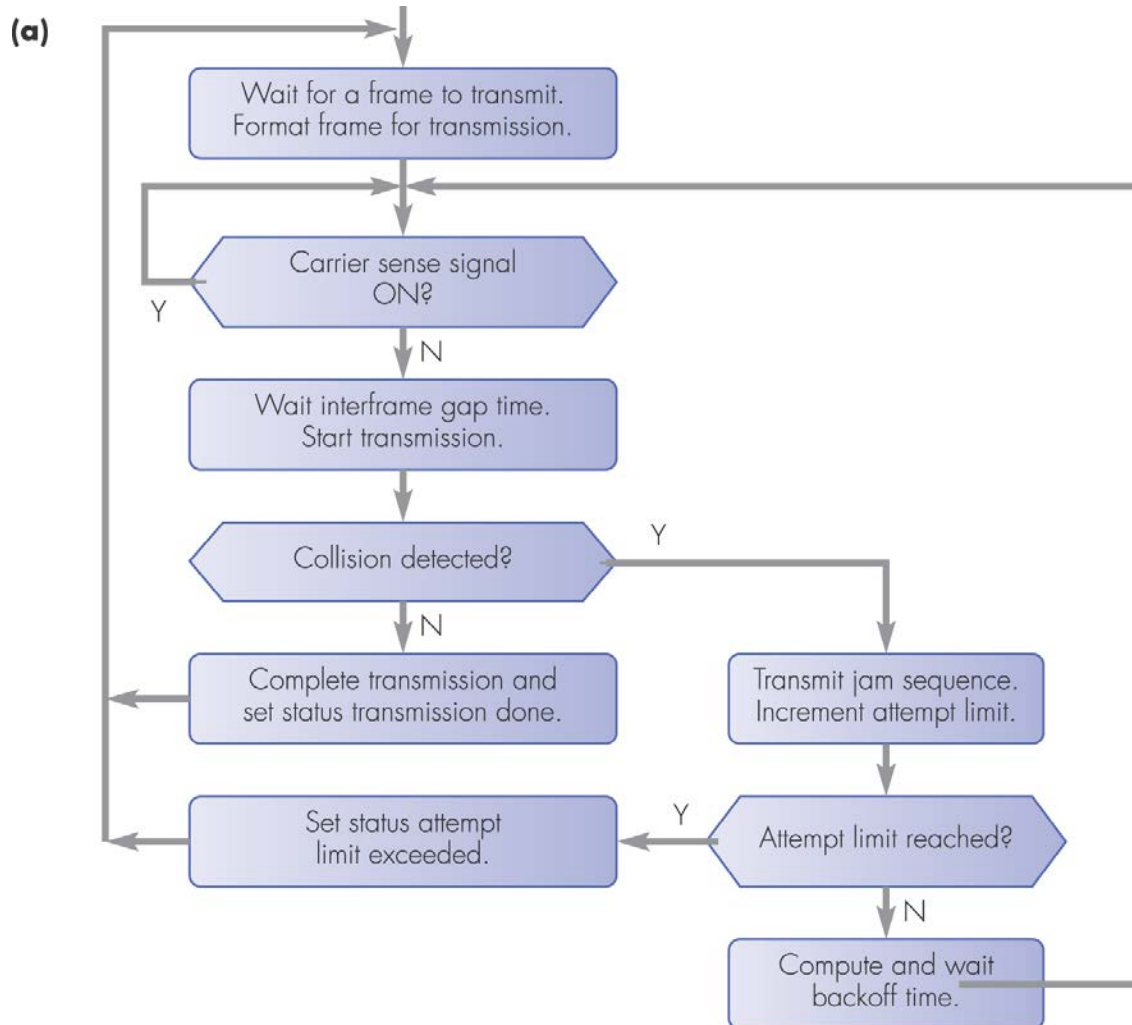 (a)
Wait for a frame to transmit.
Format frame for transmission.
Carrier sense signal
ON?
Y
N
Wait interframe gap time.
Start transmission.
Collision detected?
Y
N
Complete transmission and
set status transmission done.
Transmit jam sequence.
Increment attempt limit.
Set status attempt
limit exceeded.
Y
Attempt limit reached?
N
Compute and wait
backoff time.